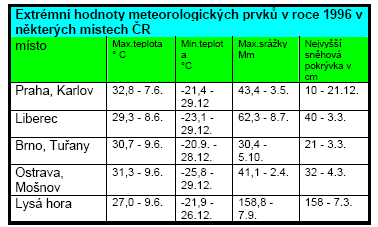 Extrémní hodnoty meteorologických prvků v roce 1996 v
některých místech ČR
místo Max.teplota ° C Min.teplot a °C Max.srážky Mm Nejvyšší sněhová pokrývka v cm
Praha, Karlov 32,8 - 7.6. -21,4 - 29.12 43,4 - 3.5. 10 - 21.12.
Liberec 29,3 - 8.6. -23,1 - 29.12. 62,3 - 8.7. 40 - 3.3.
Brno, Tuřany 30,7 - 9.6. -20.9. - 28.12. 30,4 - 5.10. 21 - 3.3.
Ostrava, Mošnov 31,3 - 9.6. -25,8 - 29.12. 41,1 - 2.4. 32 - 4.3.
Lysá hora 27,0 - 9.6. -21,9 - 26.12. 158,8 - 7.9. 158 - 7.3.